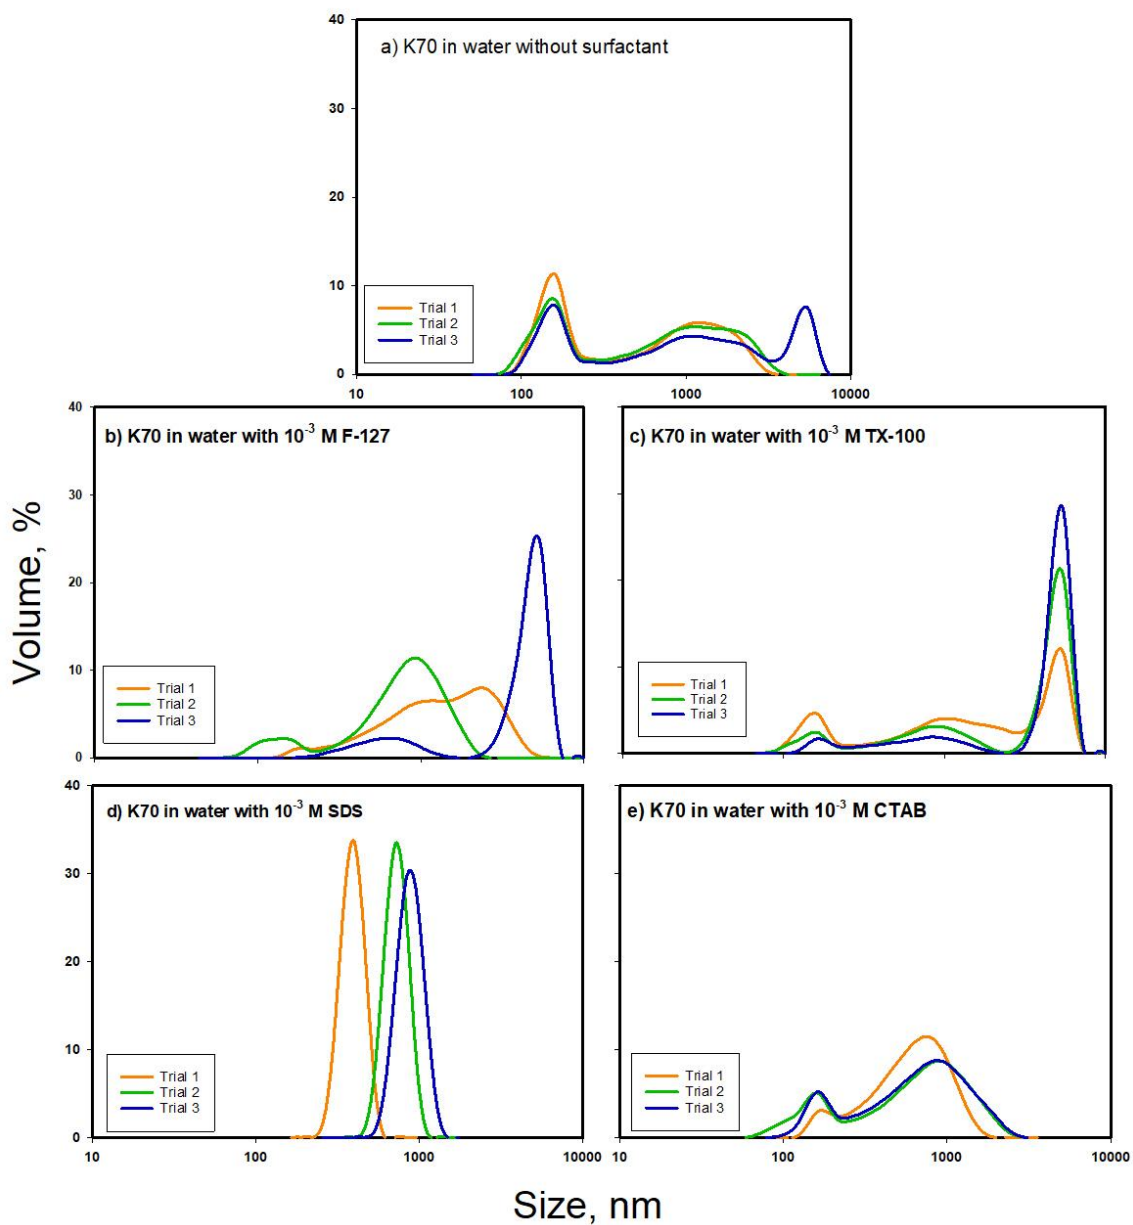 a) K70 in water without surfactant
40
30
20
10
0
Trial 1
Trial 2
Trial 3
10
100
1000
10000
b) K70 in water with 10⁻³ M F-127
40
30
20
10
0
Trial 1
Trial 2
Trial 3
c) K70 in water with 10⁻³ M TX-100
Trial 1
Trial 2
Trial 3
Volume, %
d) K70 in water with 10⁻³ M SDS
40
30
20
10
0
Trial 1
Trial 2
Trial 3
10
100
1000
10000
e) K70 in water with 10⁻³ M CTAB
Trial 1
Trial 2
Trial 3
10
100
1000
10000
Size, nm